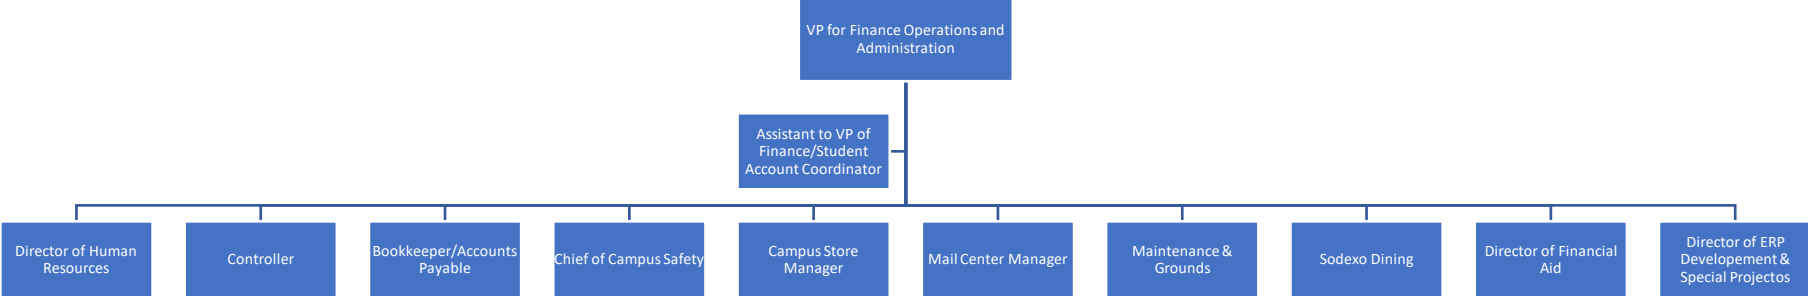 VP for Finance Operations and
Administration
Assistant to VP of
Finance/Student
Account Coordinator
Director of Human
Resources
Controller
Bookkeeper/Accounts
Payable
Chief of Campus Safety
Campus Store
Manager
Mail Center Manager
Maintenance &
Grounds
Sodexo Dining
Director of Financial
Aid
Director of ERP
Developement &
Special Projectos